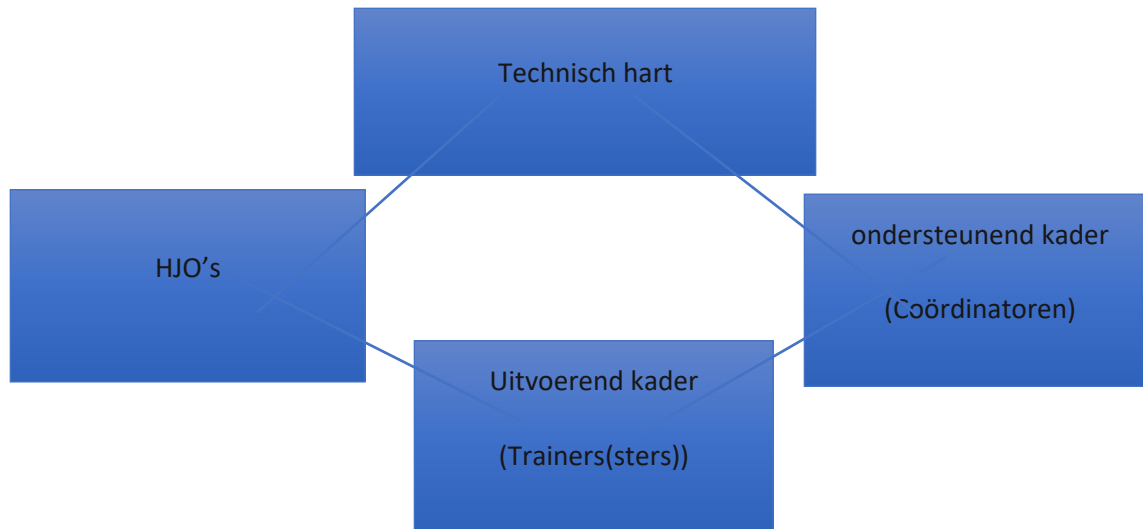 Technisch hart
HJO's
ondersteunend kader
(Coördinatoren)
Uitvoerend kader
(Trainers(sters))